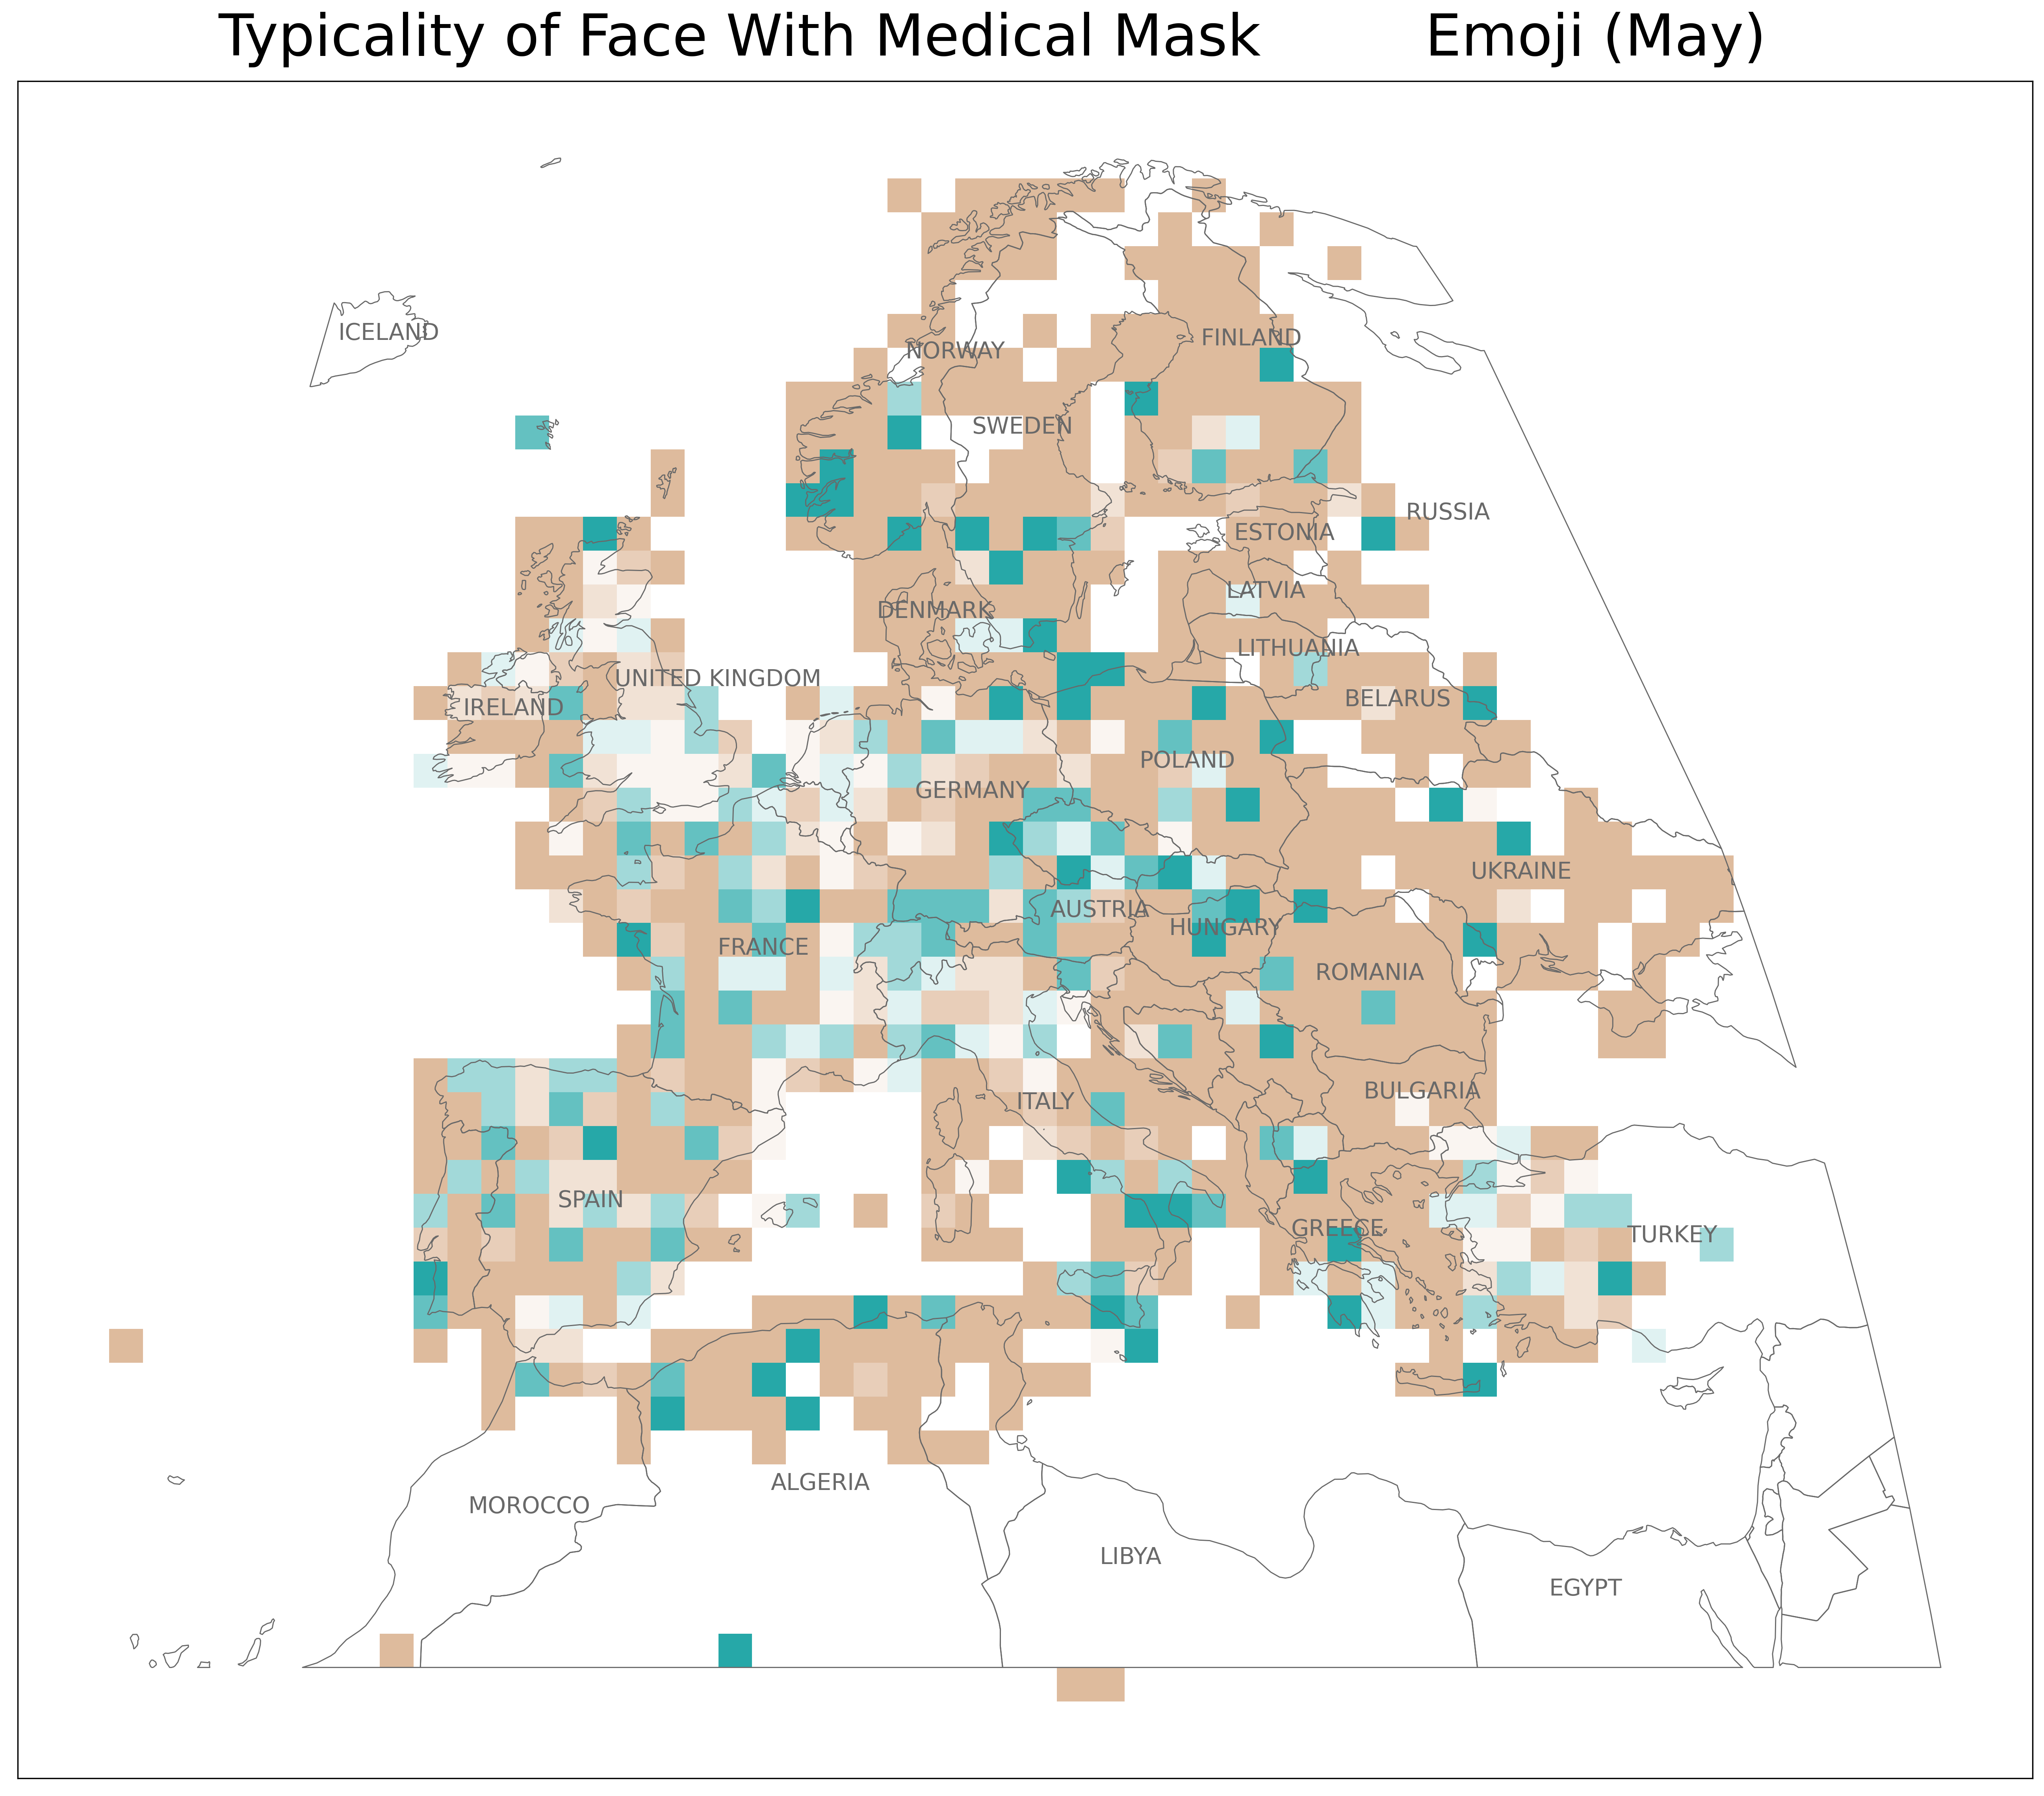 Typicality of Face With Medical Mask Emoji (May)
ICELAND
FINLAND
NORWAY
SWEDEN
RUSSIA
ESTONIA
LATVIA
DENMARK
LITHUANIA
UNITED KINGDOM
BELARUS
IRELAND
POLAND
GERMANY
UKRAINE
AUSTRIA
HUNGARY
FRANCE
ROMANIA
BULGARIA
ITALY
SPAIN
GREECE
TURKEY
ALGERIA
MOROCCO
LIBYA
EGYPT